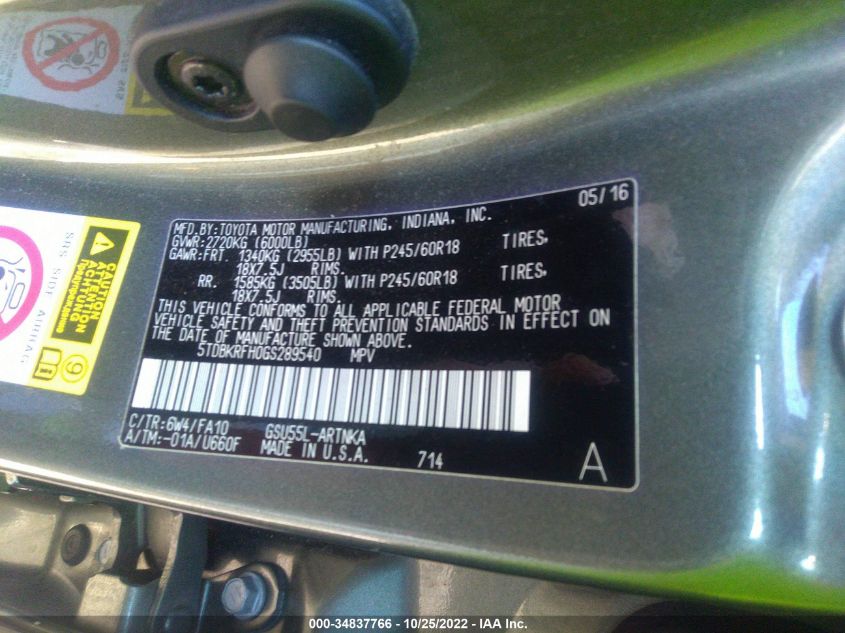 05/16
MFD.BY:TOYOTA MOTOR MANUFACTURING, INDIANA, INC.
GVWR:2720KG (6000LB)
GAWR:FRT. 1340KG (2955LB) WITH P245/60R18 TIRES,
18X7.5J RIMS.
RR. 1585KG (3505LB) WITH P245/60R18 TIRES,
18X7.5J RIMS.
THIS VEHICLE CONFORMS TO ALL APPLICABLE FEDERAL MOTOR
VEHICLE SAFETY AND THEFT PREVENTION STANDARDS IN EFFECT ON
THE DATE OF MANUFACTURE SHOWN ABOVE.
5TDBKRFH0GS289540 MPV
C/TR:6W4/FA10 GSU55L-ARTNKA
A/TM:-01A/U660F MADE IN U.S.A. 714
A
SRS SIDE AIRBAG
CAUTION
ACHTUNG
Предупреждение
9
000-34837766 - 10/25/2022 - IAA Inc.